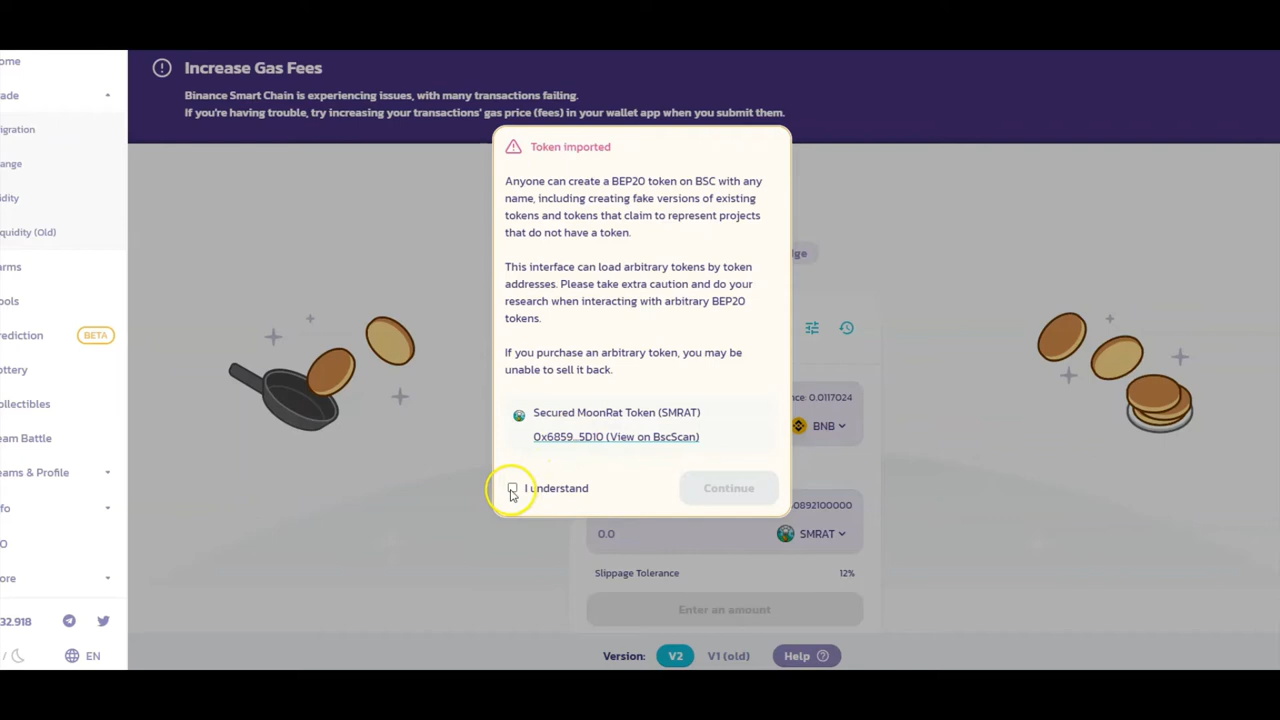 Increase Gas Fees
Binance Smart Chain is experiencing issues, with many transactions failing.
If you're having trouble, try increasing your transactions' gas price (fees) in your wallet app when you submit them.
ome
ade
igration
ange
idity
quidity (Old)
arms
ols
rediction
BETA
ottery
ollectibles
eam Battle
eams & Profile
fo
O
ore
32.918
/
EN
Token imported
Anyone can create a BEP20 token on BSC with any
name, including creating fake versions of existing
tokens and tokens that claim to represent projects
that do not have a token.
This interface can load arbitrary tokens by token
addresses. Please take extra caution and do your
research when interacting with arbitrary BEP20
tokens.
If you purchase an arbitrary token, you may be
unable to sell it back.
Secured MoonRat Token (SMRAT)
0x6859...5D10 (View on BscScan)
I understand
Continue
dge
nce: 0.0117024
BNB
0892100000
0.0
SMRAT
Slippage Tolerance
12%
Enter an amount
Version:
V2
V1 (old)
Help